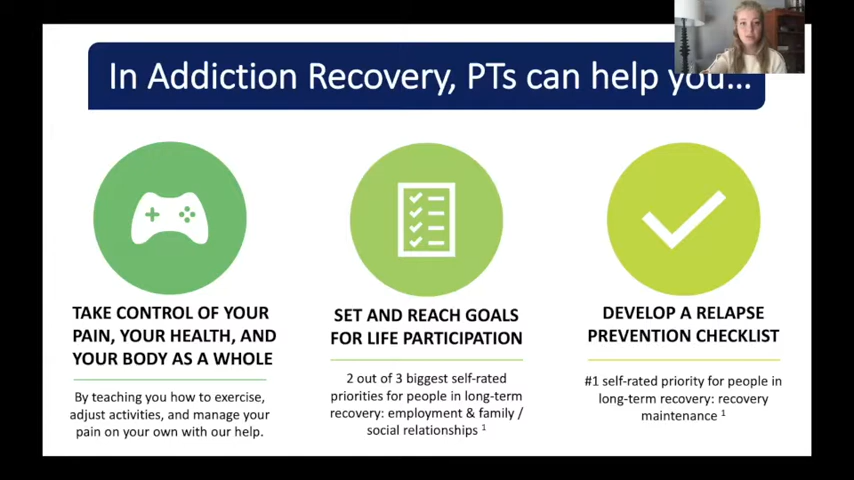 In Addiction Recovery, PTs can help you...
TAKE CONTROL OF YOUR
PAIN, YOUR HEALTH, AND
YOUR BODY AS A WHOLE
By teaching you how to exercise,
adjust activities, and manage your
pain on your own with our help.
SET AND REACH GOALS
FOR LIFE PARTICIPATION
2 out of 3 biggest self-rated
priorities for people in long-term
recovery: employment & family /
social relationships 1
DEVELOP A RELAPSE
PREVENTION CHECKLIST
#1 self-rated priority for people in
long-term recovery: recovery
maintenance 1